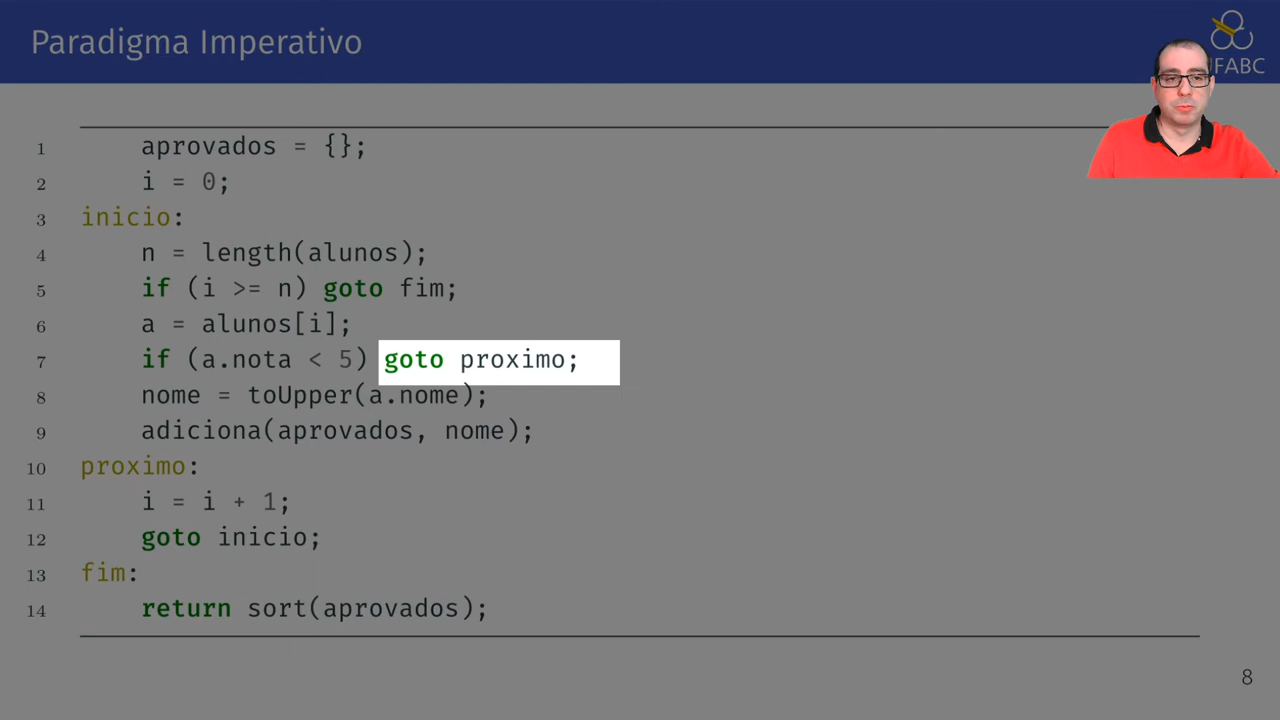 Paradigma Imperativo
FABC
1 aprovados = {};
2 i = 0;
3 inicio:
4 n = length(alunos);
5 if (i >= n) goto fim;
6 a = alunos[i];
7 if (a.nota < 5) goto proximo;
8 nome = toUpper(a.nome);
9 adiciona(aprovados, nome);
10 proximo:
11 i = i + 1;
12 goto inicio;
13 fim:
14 return sort(aprovados);
8